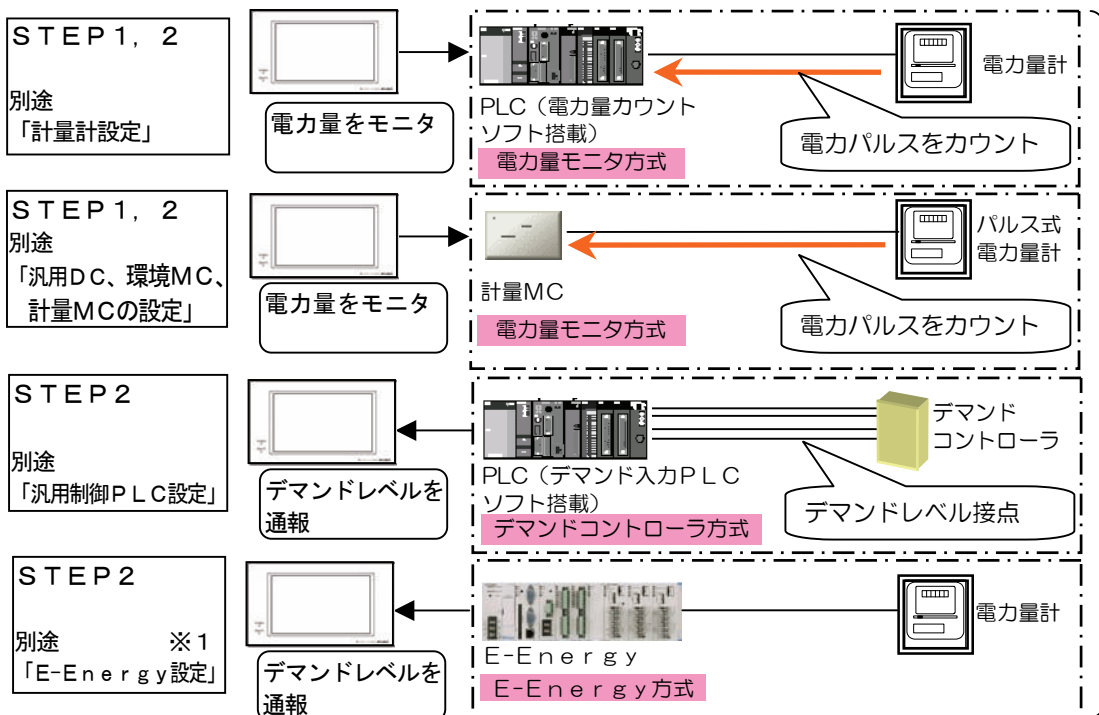 STEP1, 2
別途
「計量計設定」
電力量をモニタ
PLC(電力量カウント
ソフト搭載)
電力量モニタ方式
電力量計
電力パルスをカウント
STEP1, 2
別途
「汎用DC、環境MC、
計量MCの設定」
電力量をモニタ
計量MC
電力量モニタ方式
パルス式
電力量計
電力パルスをカウント
STEP2
別途
「汎用制御PLC設定」
デマンドレベルを
通報
PLC(デマンド入力PLC
ソフト搭載)
デマンドコントローラ方式
デマンド
コントローラ
デマンドレベル接点
STEP2
別途 ※1
「E-Energy設定」
デマンドレベルを
通報
E-Energy
E-Energy方式
電力量計